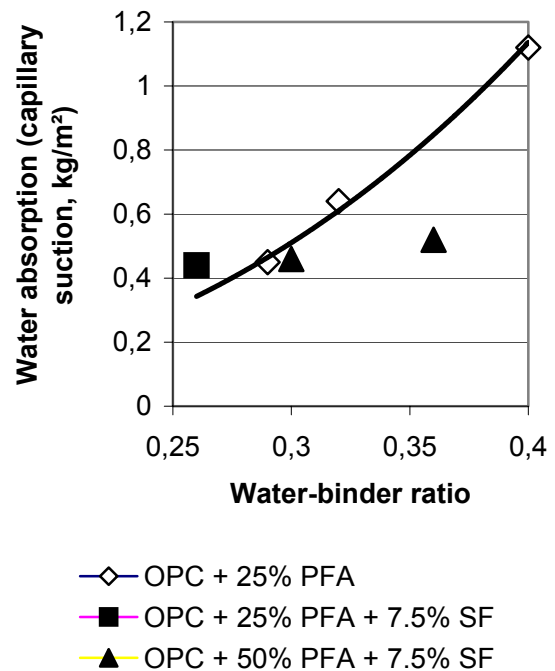 Water absorption (capillary
suction, kg/m²)
1,2
1
0,8
0,6
0,4
0,2
0
0,25
0,3
0,35
0,4
Water-binder ratio
OPC + 25% PFA
OPC + 25% PFA + 7.5% SF
OPC + 50% PFA + 7.5% SF